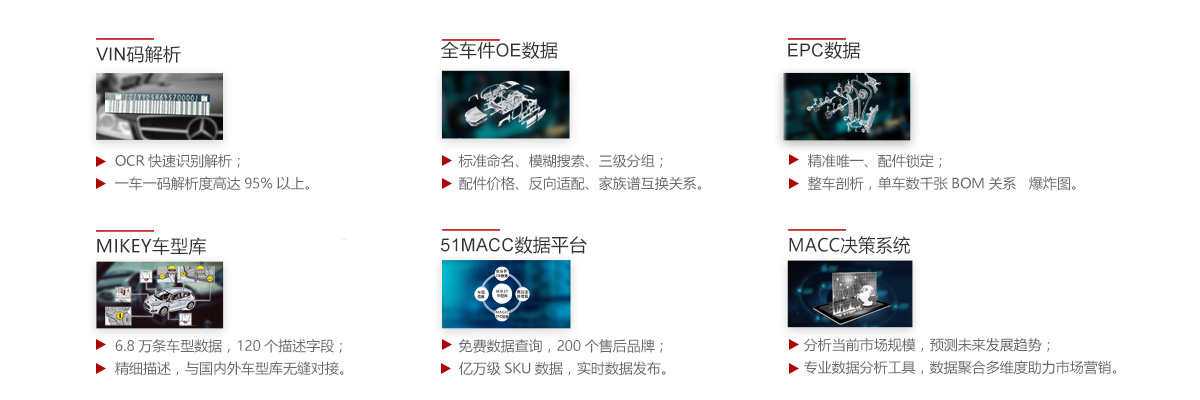 VIN码解析
OCR 快速识别解析；
一车一码解析度高达 95% 以上。
全车件OE数据
标准命名、模糊搜索、三级分组；
配件价格、反向适配、家族谱互换关系。
EPC数据
精准唯一、配件锁定；
整车剖析，单车数千张 BOM 关系 爆炸图。
MIKEY车型库
6.8 万条车型数据，120 个描述字段；
精细描述，与国内外车型库无缝对接。
51MACC数据平台
免费数据查询，200 个售后品牌；
亿万级 SKU 数据，实时数据发布。
MACC决策系统
分析当前市场规模，预测未来发展趋势；
专业数据分析工具，数据聚合多维度助力市场营销。